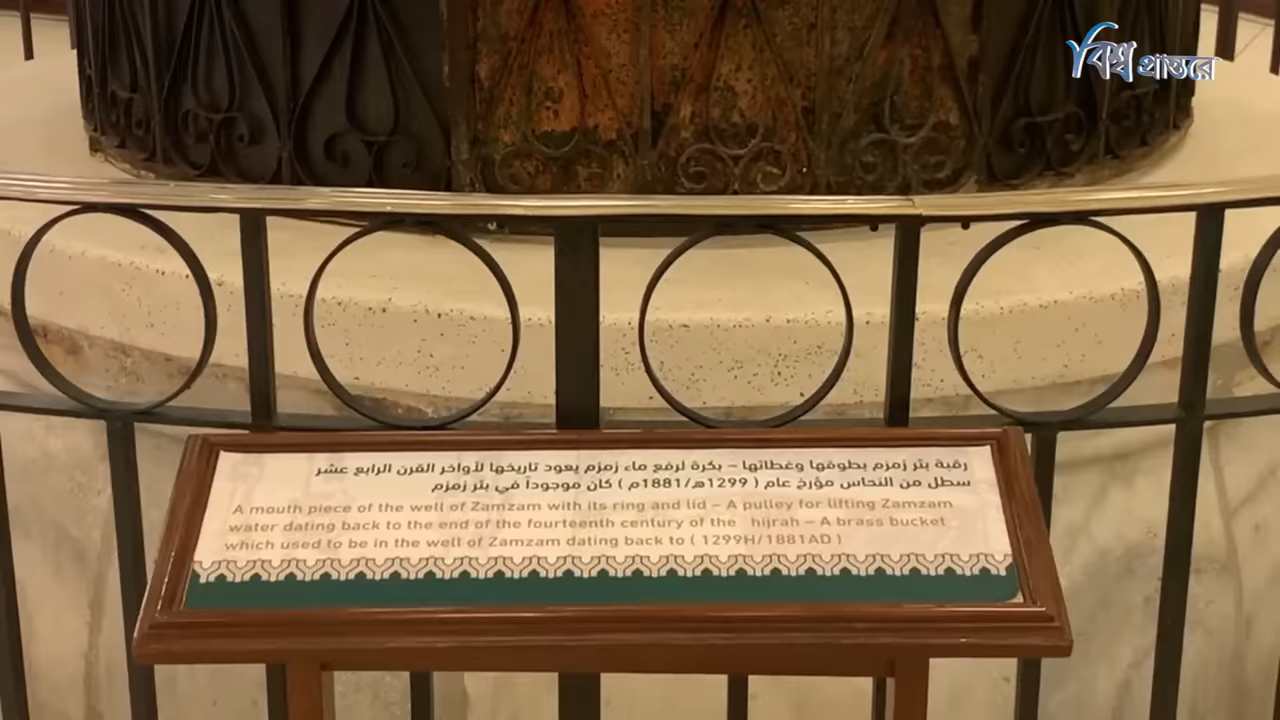 বিশ্ব প্রান্তরে
رقبة بئر زمزم بطوقها وغطائها – بكرة لرفع ماء زمزم يعود تاريخها لأواخر القرن الرابع عشر
سطل من النحاس مؤرخ عام ( 1299هـ/1881م ) كان موجوداً في بئر زمزم
A mouth piece of the well of Zamzam with its ring and lid – A pulley for lifting Zamzam
water dating back to the end of the fourteenth century of the hijrah – A brass bucket
which used to be in the well of Zamzam dating back to ( 1299H/1881AD )